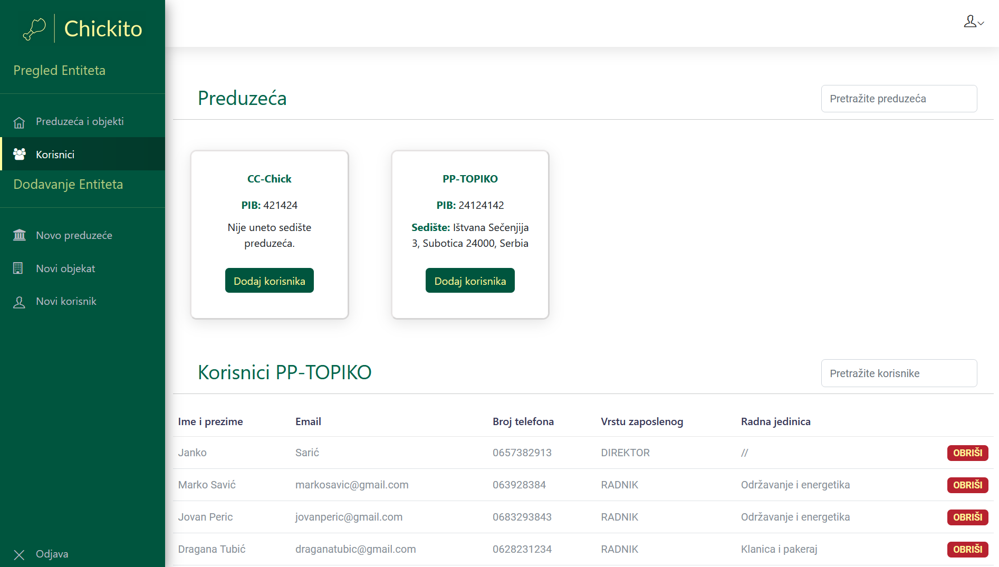 Chickito
Pregled Entiteta
Preduzeća i objekti
Korisnici
Dodavanje Entiteta
Novo preduzeće
Novi objekat
Novi korisnik
Odjava
Preduzeća
Pretražite preduzeća
CC-Chick
PIB: 421424
Nije uneto sedište
preduzeća.
Dodaj korisnika
PP-TOPIKO
PIB: 24124142
Sedište: Ištvana Sečenjija
3, Subotica 24000, Serbia
Dodaj korisnika
Korisnici PP-TOPIKO
Pretražite korisnike
Ime i prezime Email Broj telefona Vrstu zaposlenog Radna jedinica
Janko Sarić 0657382913 DIREKTOR // OBRIŠI
Marko Savić markosavic@gmail.com 063928384 RADNIK Održavanje i energetika OBRIŠI
Jovan Peric jovanperic@gmail.com 0683293843 RADNIK Održavanje i energetika OBRIŠI
Dragana Tubić draganatubic@gmail.com 0628231234 RADNIK Klanica i pakeraj OBRIŠI